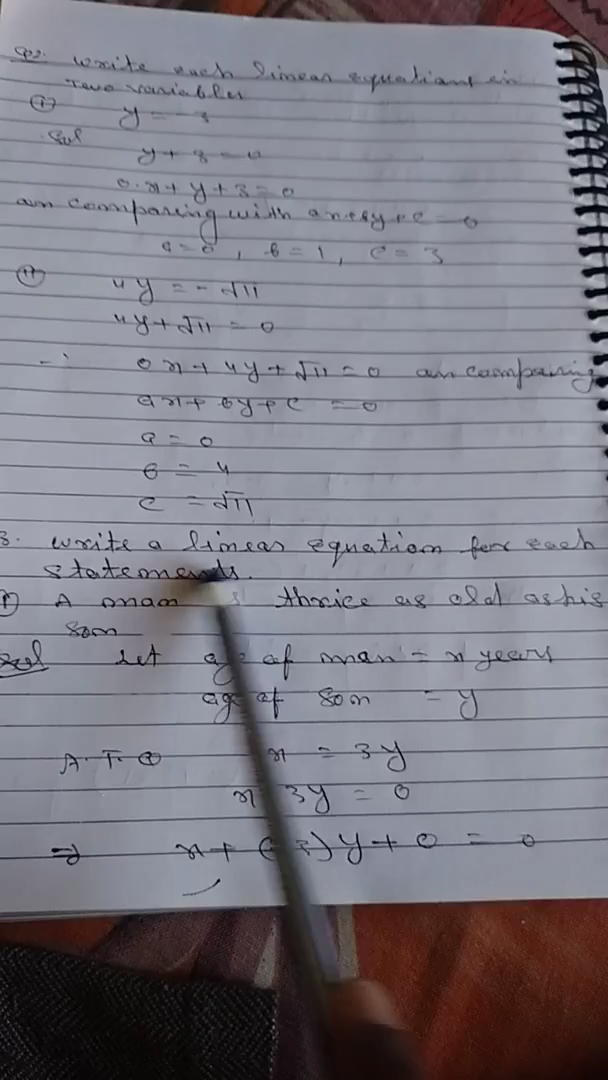 Q2. Write each linear equations in
Two variables
(i) y = -3
Sol
y + 3 = 0
0.x + y + 3 = 0
on comparing with ax+by+c = 0
a = 0, b = 1, c = 3
(ii) 4y = -√11
4y + √11 = 0
∴ 0x + 4y + √11 = 0 on comparing
ax + by + c = 0
a = 0
b = 4
c = √11
3. Write a linear equation for each
statements.
(i) A man thrice as old as his
son
Sol Let age of man = x years
age of son = y
A.T.Q x = 3y
x 3y = 0
⇒ x + ( 3)y + 0 = 0